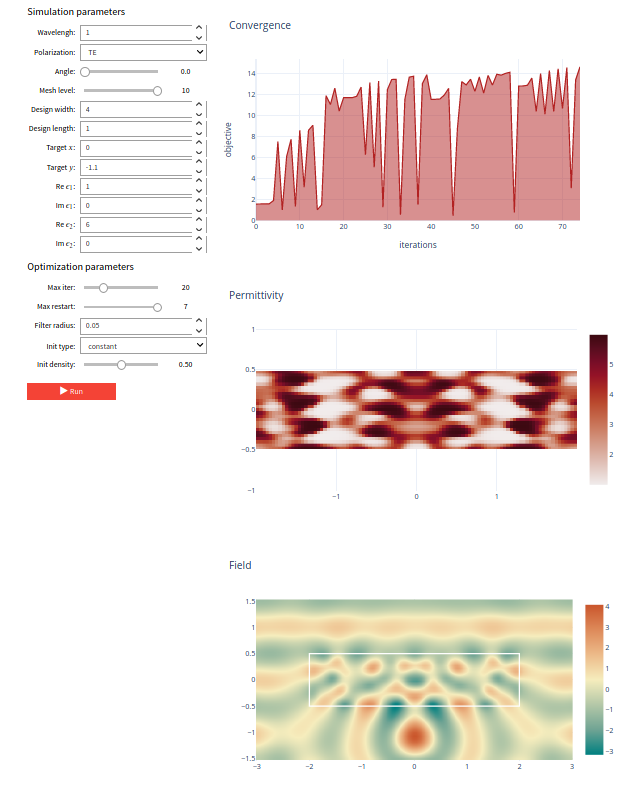 Simulation parameters
Wavelengh: 1
Polarization: TE
Angle: 0.0
Mesh level: 10
Design width: 4
Design length: 1
Target x: 0
Target y: -1.1
Re ε₁: 1
Im ε₁: 0
Re ε₂: 6
Im ε₂: 0
Optimization parameters
Max iter: 20
Max restart: 7
Filter radius: 0.05
Init type: constant
Init density: 0.50
Run
Convergence
objective
14
12
10
8
6
4
2
0
0 10 20 30 40 50 60 70
iterations
Permittivity
1
0.5
0
−0.5
−1
−1 0 1
5
4
3
2
Field
1.5
1
0.5
0
−0.5
−1
−1.5
−3 −2 −1 0 1 2 3
4
3
2
1
0
−1
−2
−3